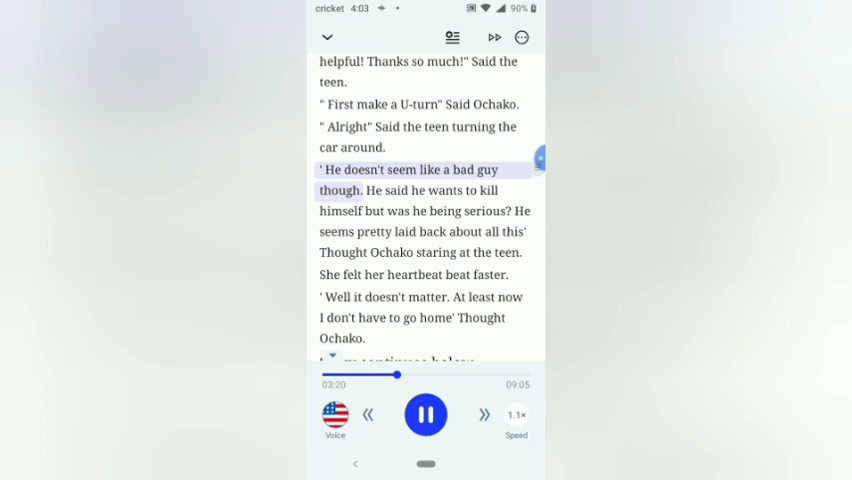 cricket 4:03
90%
helpful! Thanks so much!" Said the
teen.
" First make a U-turn" Said Ochako.
" Alright" Said the teen turning the
car around.
' He doesn't seem like a bad guy
though. He said he wants to kill
himself but was he being serious? He
seems pretty laid back about all this'
Thought Ochako staring at the teen.
She felt her heartbeat beat faster.
' Well it doesn't matter. At least now
I don't have to go home' Thought
Ochako.
03:20
09:05
1.1×
Voice
Speed